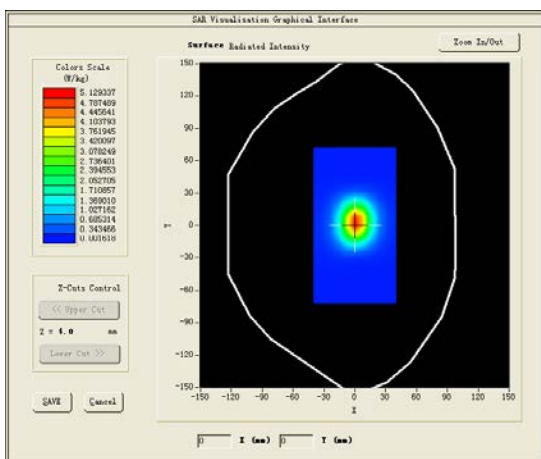 SAR Visualisation Graphical Interface
Surface Radiated Intensity
Zoom In/Out
Colors Scale
(W/kg)
5.129337
4.787489
4.445641
4.103793
3.761945
3.420097
3.078249
2.736401
2.394553
2.052705
1.710857
1.369010
1.027162
0.685314
0.343466
0.001618
150
120
90
60
30
0
-30
-60
-90
-120
-150
Y
-150 -120 -90 -60 -30 0 30 60 90 120 150
X
Z-Cuts Control
<< Upper Cut
Z = 4.0 mm
Lower Cut >>
SAVE Cancel
0 X (mm) 0 Y (mm)